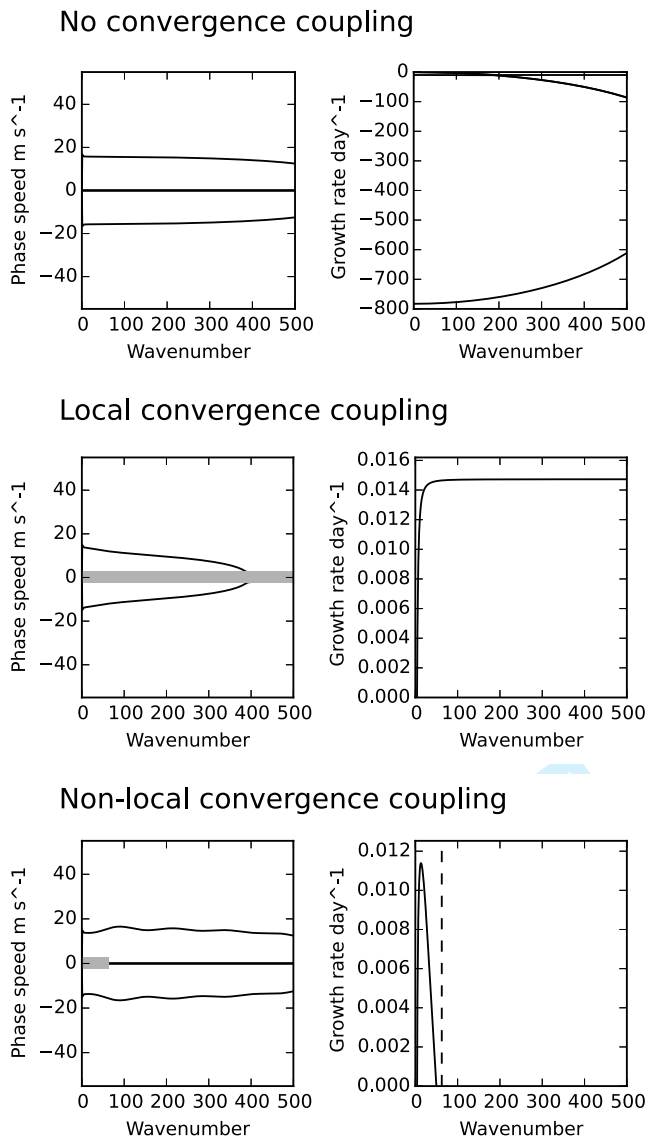 No convergence coupling
Phase speed m s^-1
40
20
0
−20
−40
0 100 200 300 400 500
Wavenumber
Growth rate day^-1
0
−100
−200
−300
−400
−500
−600
−700
−800
0 100 200 300 400 500
Wavenumber
Local convergence coupling
Phase speed m s^-1
40
20
0
−20
−40
0 100 200 300 400 500
Wavenumber
Growth rate day^-1
0.016
0.014
0.012
0.010
0.008
0.006
0.004
0.002
0.000
0 100 200 300 400 500
Wavenumber
Non-local convergence coupling
Phase speed m s^-1
40
20
0
−20
−40
0 100 200 300 400 500
Wavenumber
Growth rate day^-1
0.012
0.010
0.008
0.006
0.004
0.002
0.000
0 100 200 300 400 500
Wavenumber